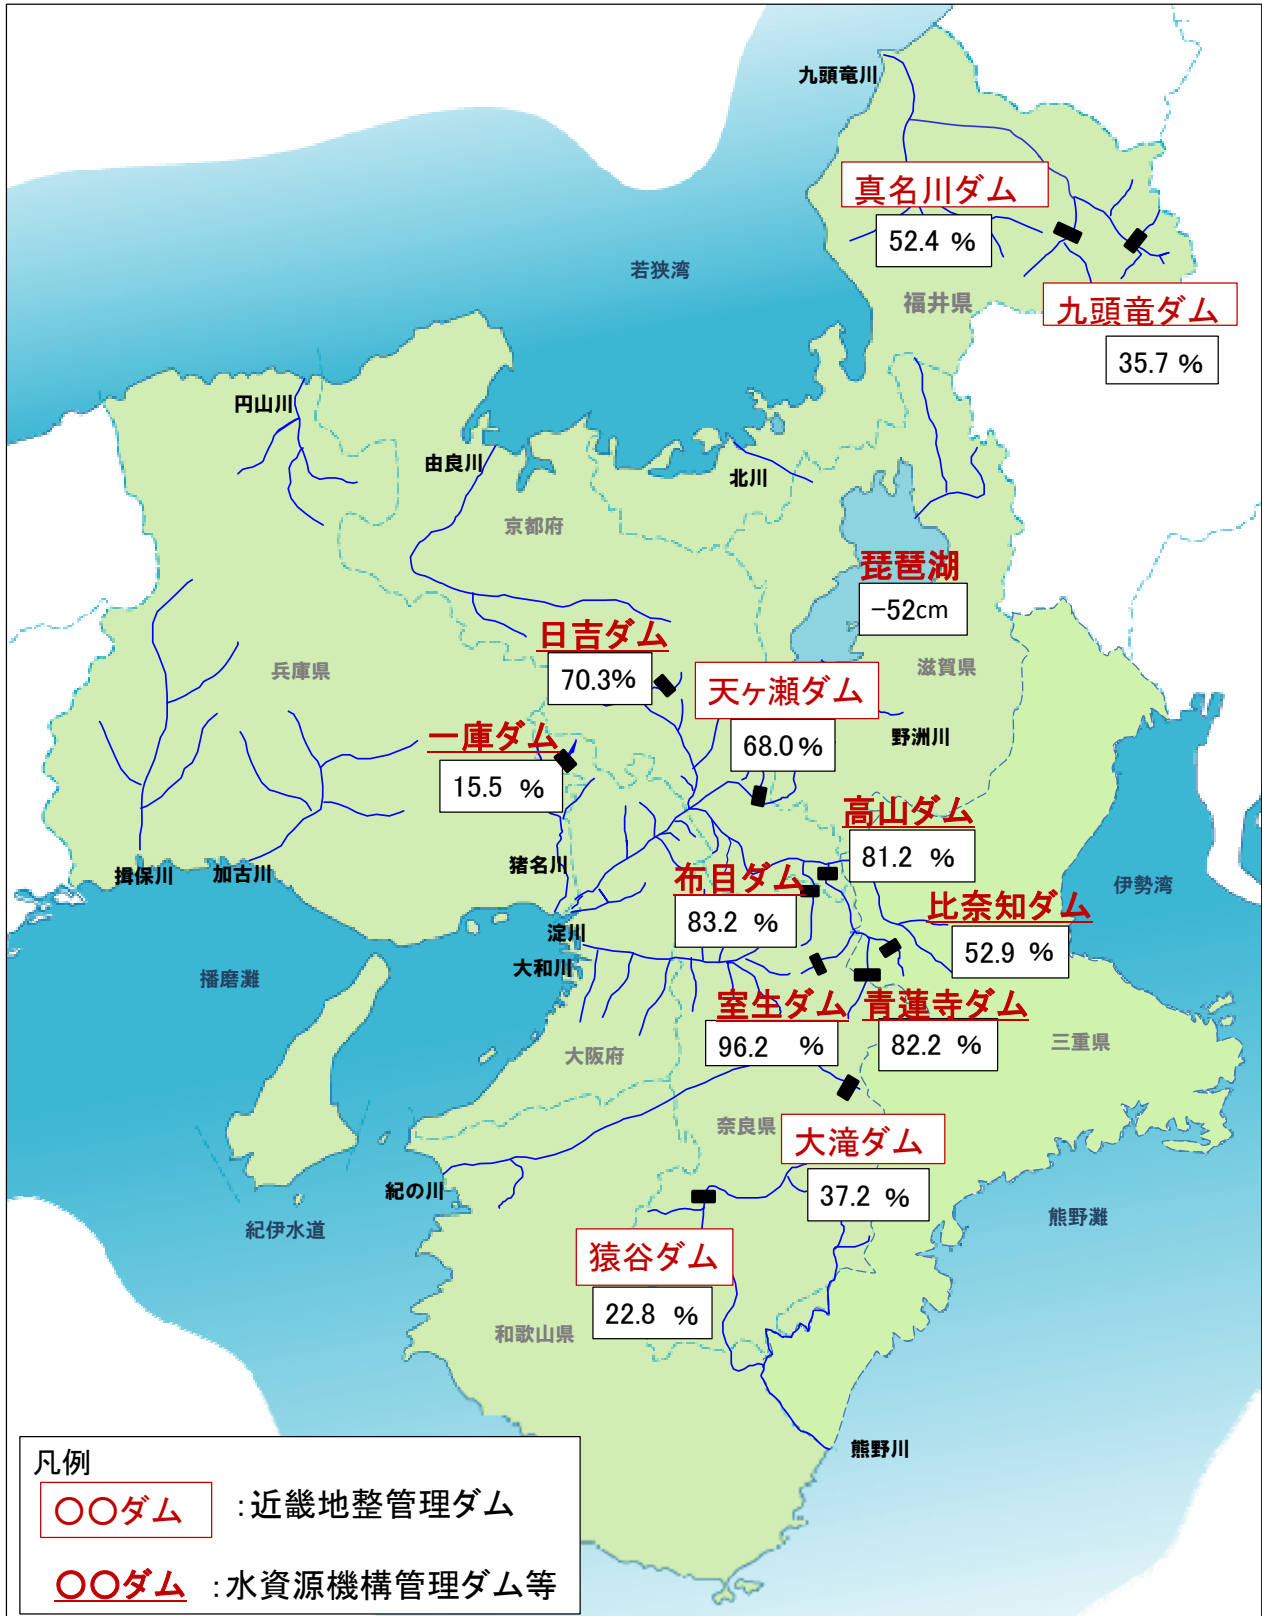 九頭竜川
真名川ダム
52.4 %
若狭湾
福井県
九頭竜ダム
35.7 %
円山川
由良川
北川
京都府
琵琶湖
−52cm
日吉ダム
70.3%
兵庫県
滋賀県
天ヶ瀬ダム
68.0%
野洲川
一庫ダム
15.5 %
高山ダム
81.2 %
猪名川
揖保川
加古川
布目ダム
83.2 %
伊勢湾
比奈知ダム
52.9 %
淀川
大和川
播磨灘
室生ダム
96.2 %
青蓮寺ダム
82.2 %
大阪府
三重県
奈良県
大滝ダム
37.2 %
紀の川
紀伊水道
熊野灘
猿谷ダム
22.8 %
和歌山県
熊野川
凡例
〇〇ダム :近畿地整管理ダム
〇〇ダム :水資源機構管理ダム等